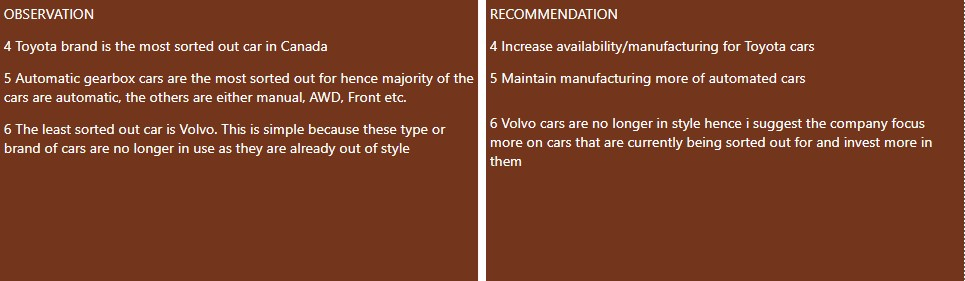 OBSERVATION
4 Toyota brand is the most sorted out car in Canada
5 Automatic gearbox cars are the most sorted out for hence majority of the
cars are automatic, the others are either manual, AWD, Front etc.
6 The least sorted out car is Volvo. This is simple because these type or
brand of cars are no longer in use as they are already out of style
RECOMMENDATION
4 Increase availability/manufacturing for Toyota cars
5 Maintain manufacturing more of automated cars
6 Volvo cars are no longer in style hence i suggest the company focus
more on cars that are currently being sorted out for and invest more in
them